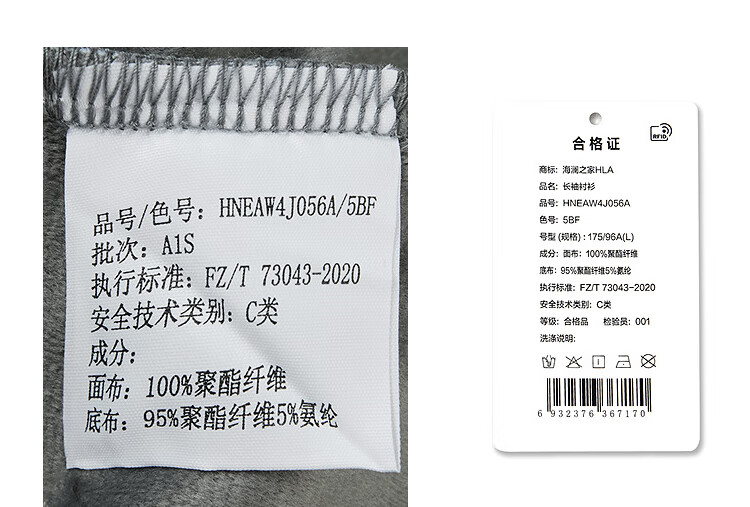 品号/色号: HNEAW4J056A/5BF
批次: A1S
执行标准: FZ/T 73043-2020
安全技术类别: C类
成分:
面布: 100%聚酯纤维
底布: 95%聚酯纤维5%氨纶
RFID
合格证
商标: 海澜之家HLA
品名: 长袖衬衫
品号: HNEAW4J056A
色号: 5BF
号型 (规格) : 175/96A(L)
成分: 面布: 100%聚酯纤维
底布: 95%聚酯纤维5%氨纶
执行标准: FZ/T 73043-2020
安全技术类别: C类
等级: 合格品 检验员: 001
洗涤说明:
6 932376 367170